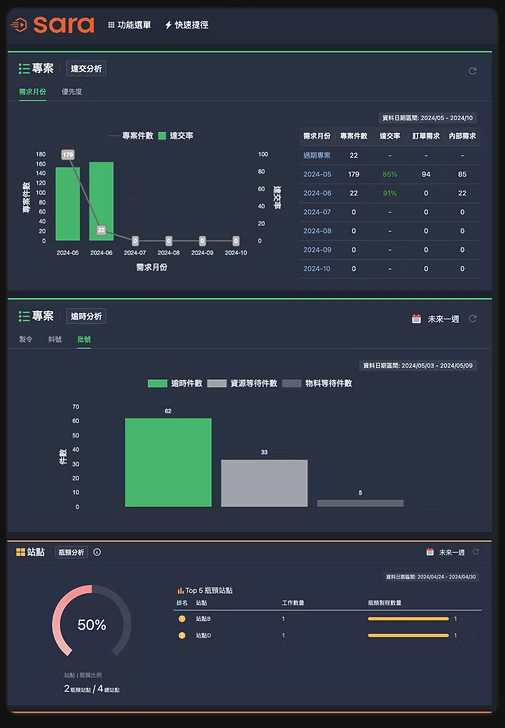 sara 功能選單 快速捷徑
專案 達交分析
需求月份 優先度
資料日期區間: 2024/05 - 2024/10
專案件數 達交率
專案件數
180
160
140
120
100
80
60
40
20
0
179
22
0
0
0
0
100
80
60
40
20
0
達交率
2024-05 2024-06 2024-07 2024-08 2024-09 2024-10
需求月份
需求月份 專案件數 達交率 訂單需求 內部需求
過期專案 22 - - -
2024-05 179 85% 94 85
2024-06 22 91% 0 22
2024-07 0 - 0 0
2024-08 0 - 0 0
2024-09 0 - 0 0
2024-10 0 - 0 0
專案 逾時分析
未來一週
製令 料號 批號
資料日期區間: 2024/05/03 - 2024/05/09
逾時件數 資源等待件數 物料等待件數
件數
70
60
50
40
30
20
10
0
62
33
5
站點 瓶頸分析
未來一週
資料日期區間: 2024/04/24 - 2024/04/30
50%
站點 | 瓶頸比例
2 瓶頸站點 / 4 總站點
Top 5 瓶頸站點
排名 站點 工作數量 瓶頸製程數量
1 站點B 1 1
站點D 1 1